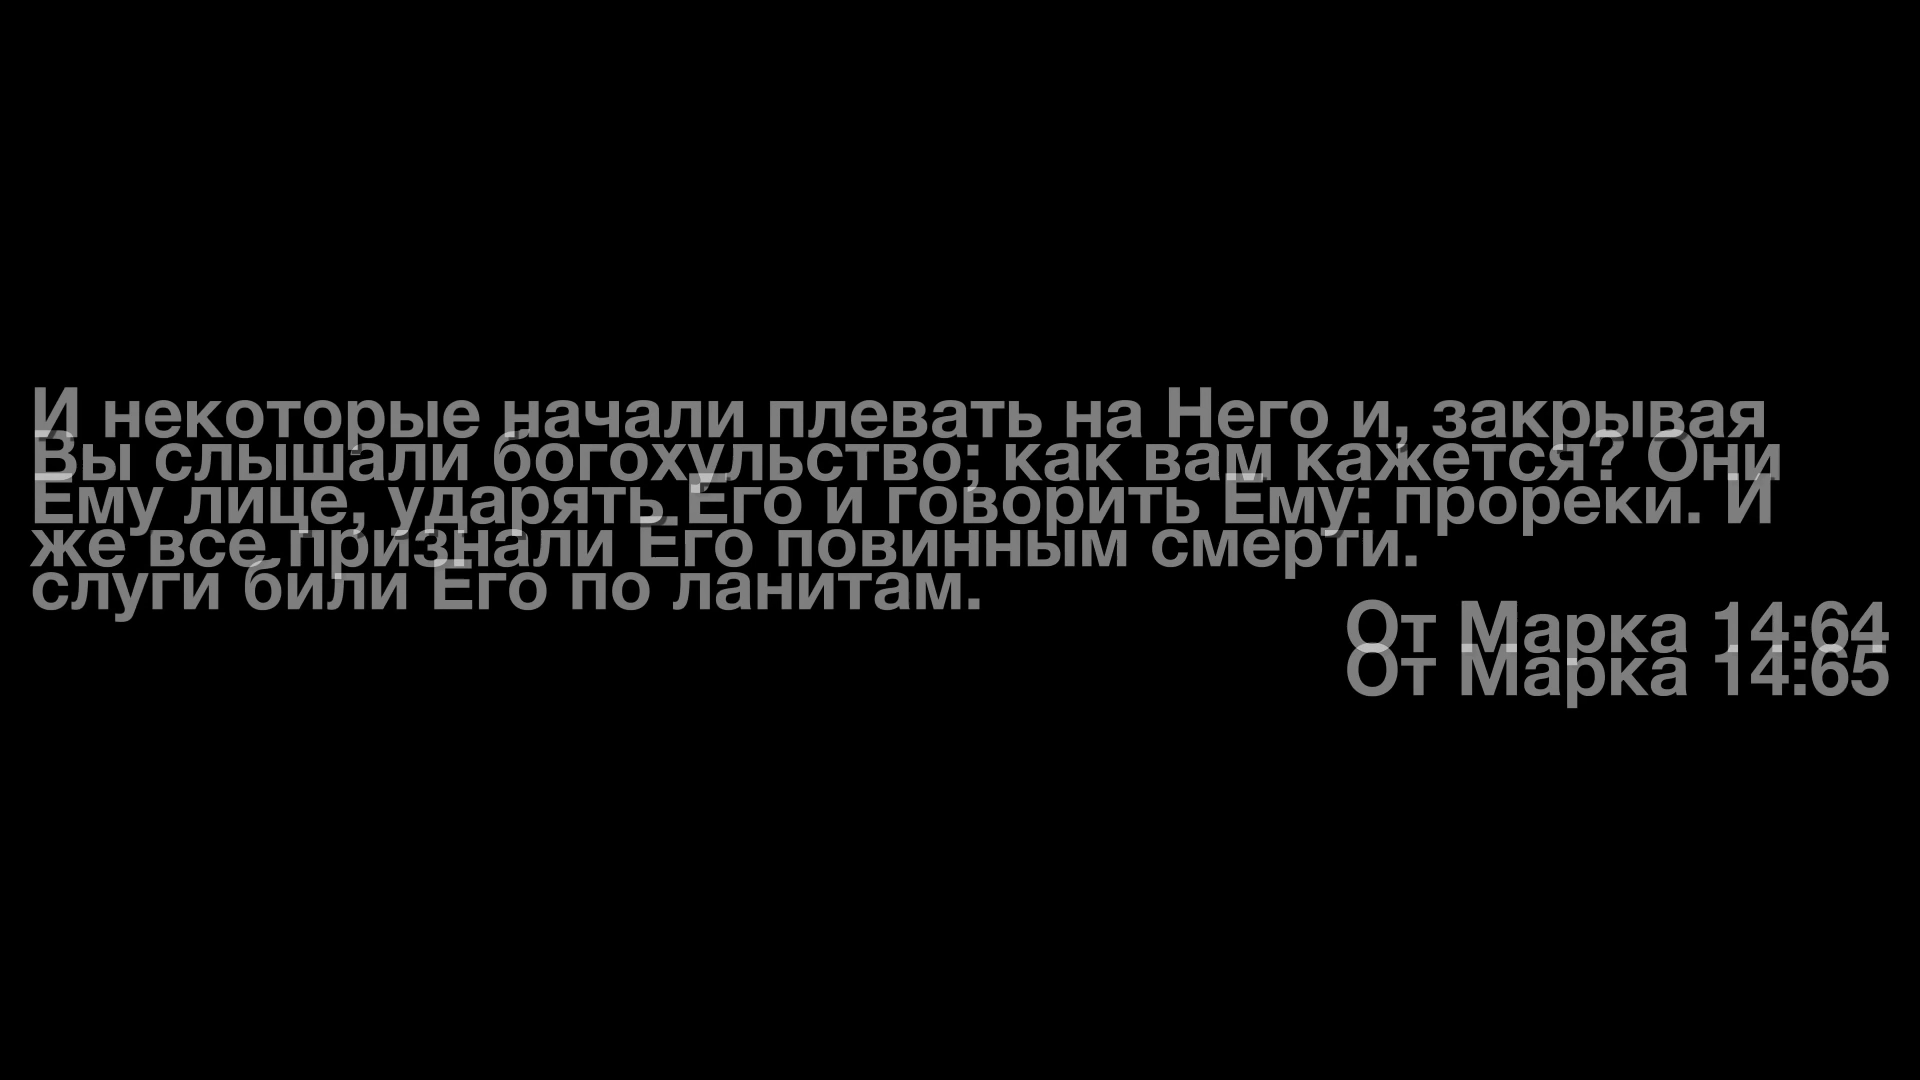 И некоторые начали плевать на Него и, закрывая
Вы слышали богохульство; как вам кажется? Они
Ему лице, ударять Его и говорить Ему: прореки. И
же все признали Его повинным смерти.
слуги били Его по ланитам.
От Марка 14:64
От Марка 14:65